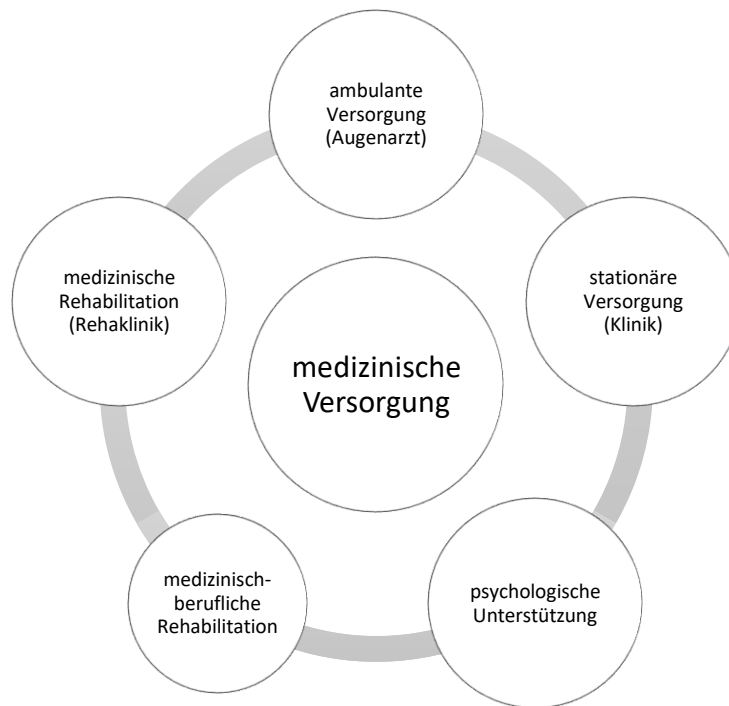 ambulante
Versorgung
(Augenarzt)
stationäre
Versorgung
(Klinik)
psychologische
Unterstützung
medizinisch-
berufliche
Rehabilitation
medizinische
Rehabilitation
(Rehaklinik)
medizinische
Versorgung